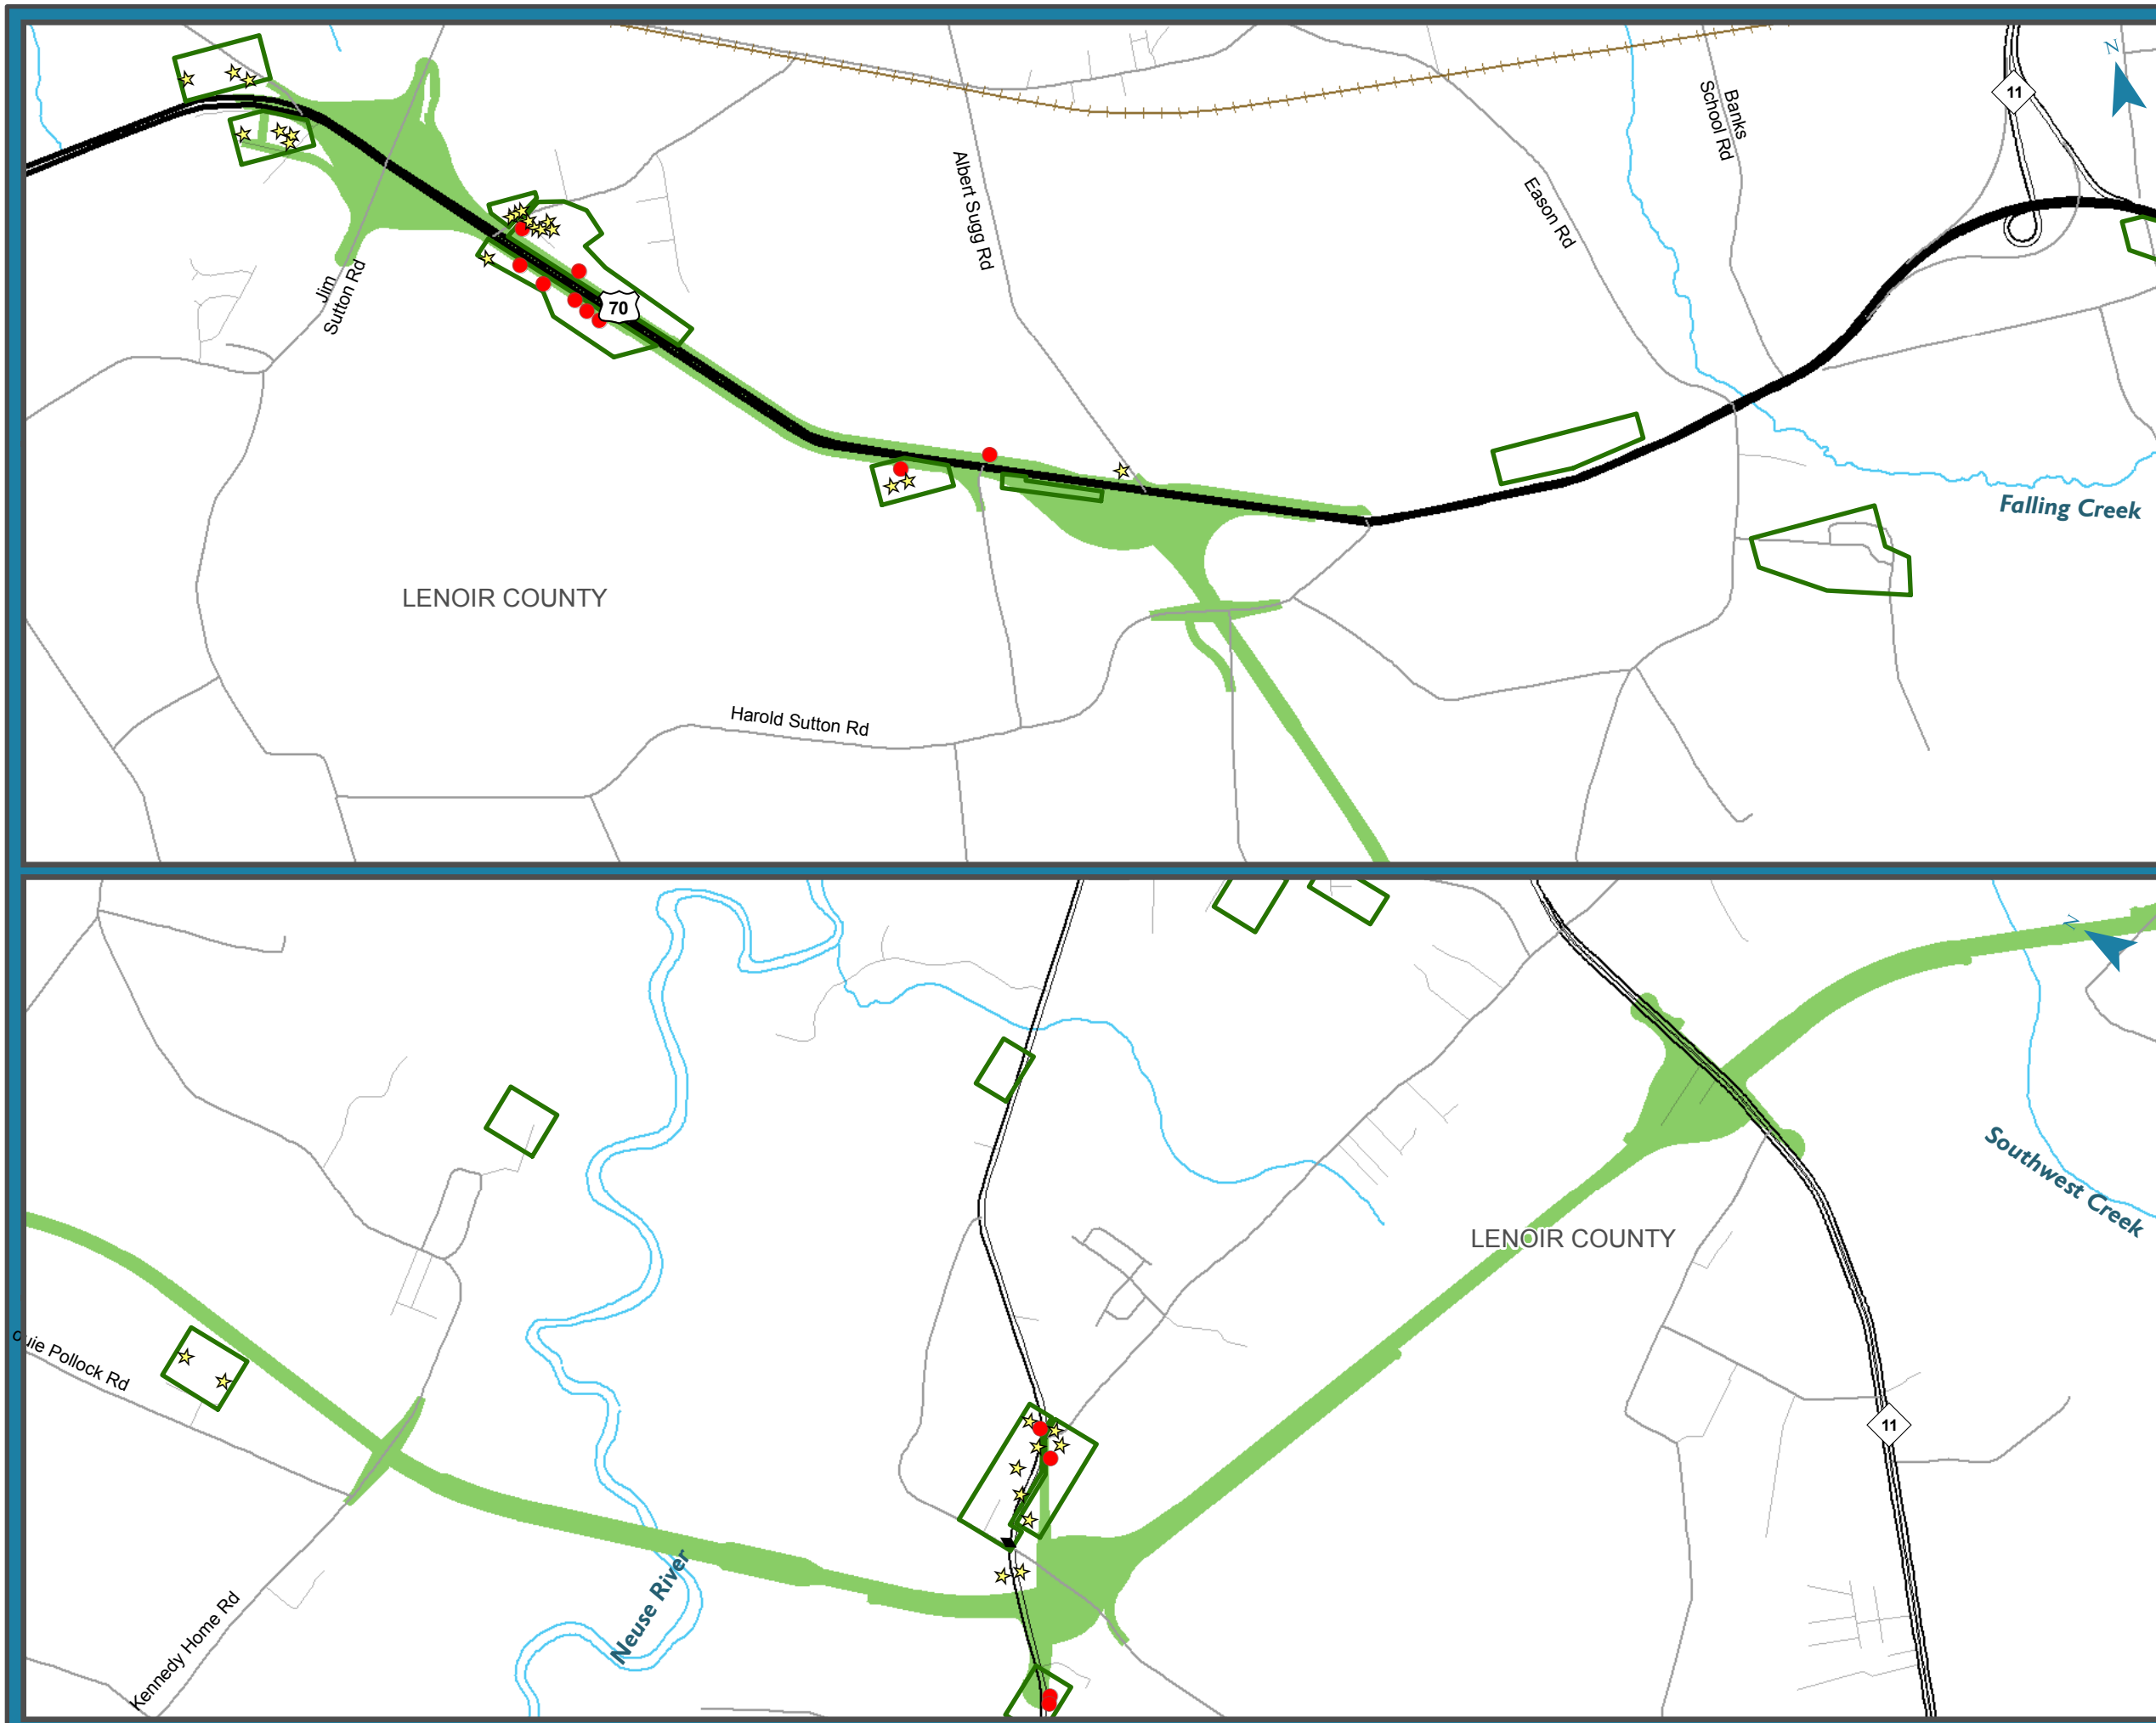 N
11
Banks
School Rd
Albert Sugg Rd
Eason Rd
Jim
Sutton Rd
70
Falling Creek
LENOIR COUNTY
Harold Sutton Rd
N
Southwest Creek
LENOIR COUNTY
Pollock Rd
11
Neuse River
Kennedy Home Rd